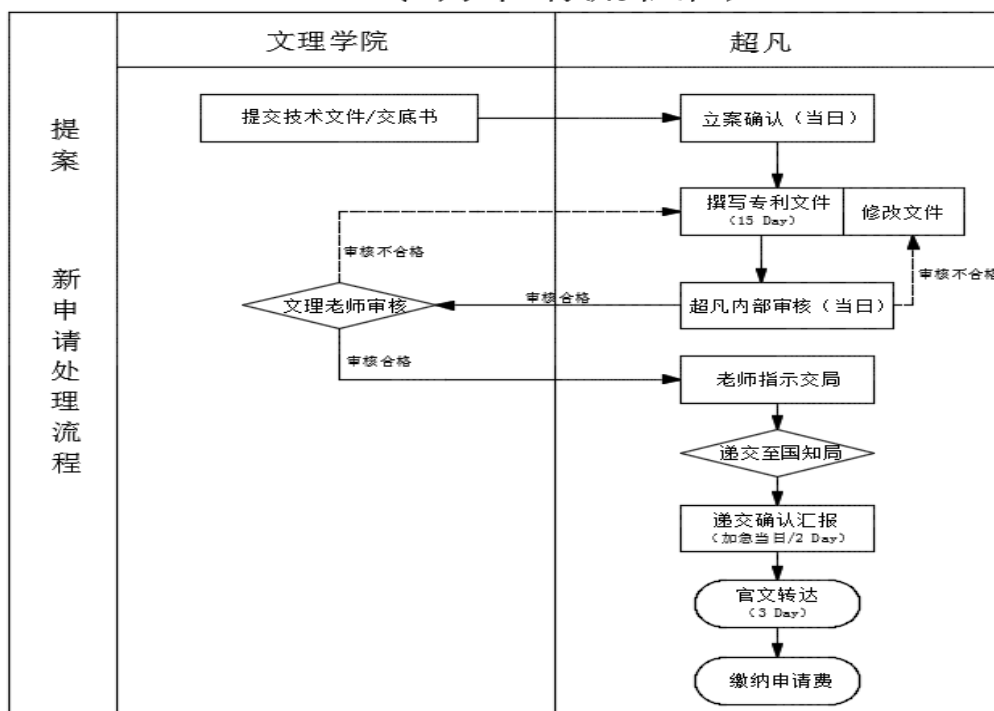 文理学院
超凡
提案
新申请处理流程
提交技术文件/交底书
立案确认（当日）
撰写专利文件
（15 Day）
修改文件
审核不合格
审核不合格
文理老师审核
审核合格
超凡内部审核（当日）
审核合格
老师指示交局
递交至国知局
递交确认汇报
（加急当日/2 Day）
官文转达
（3 Day）
缴纳申请费